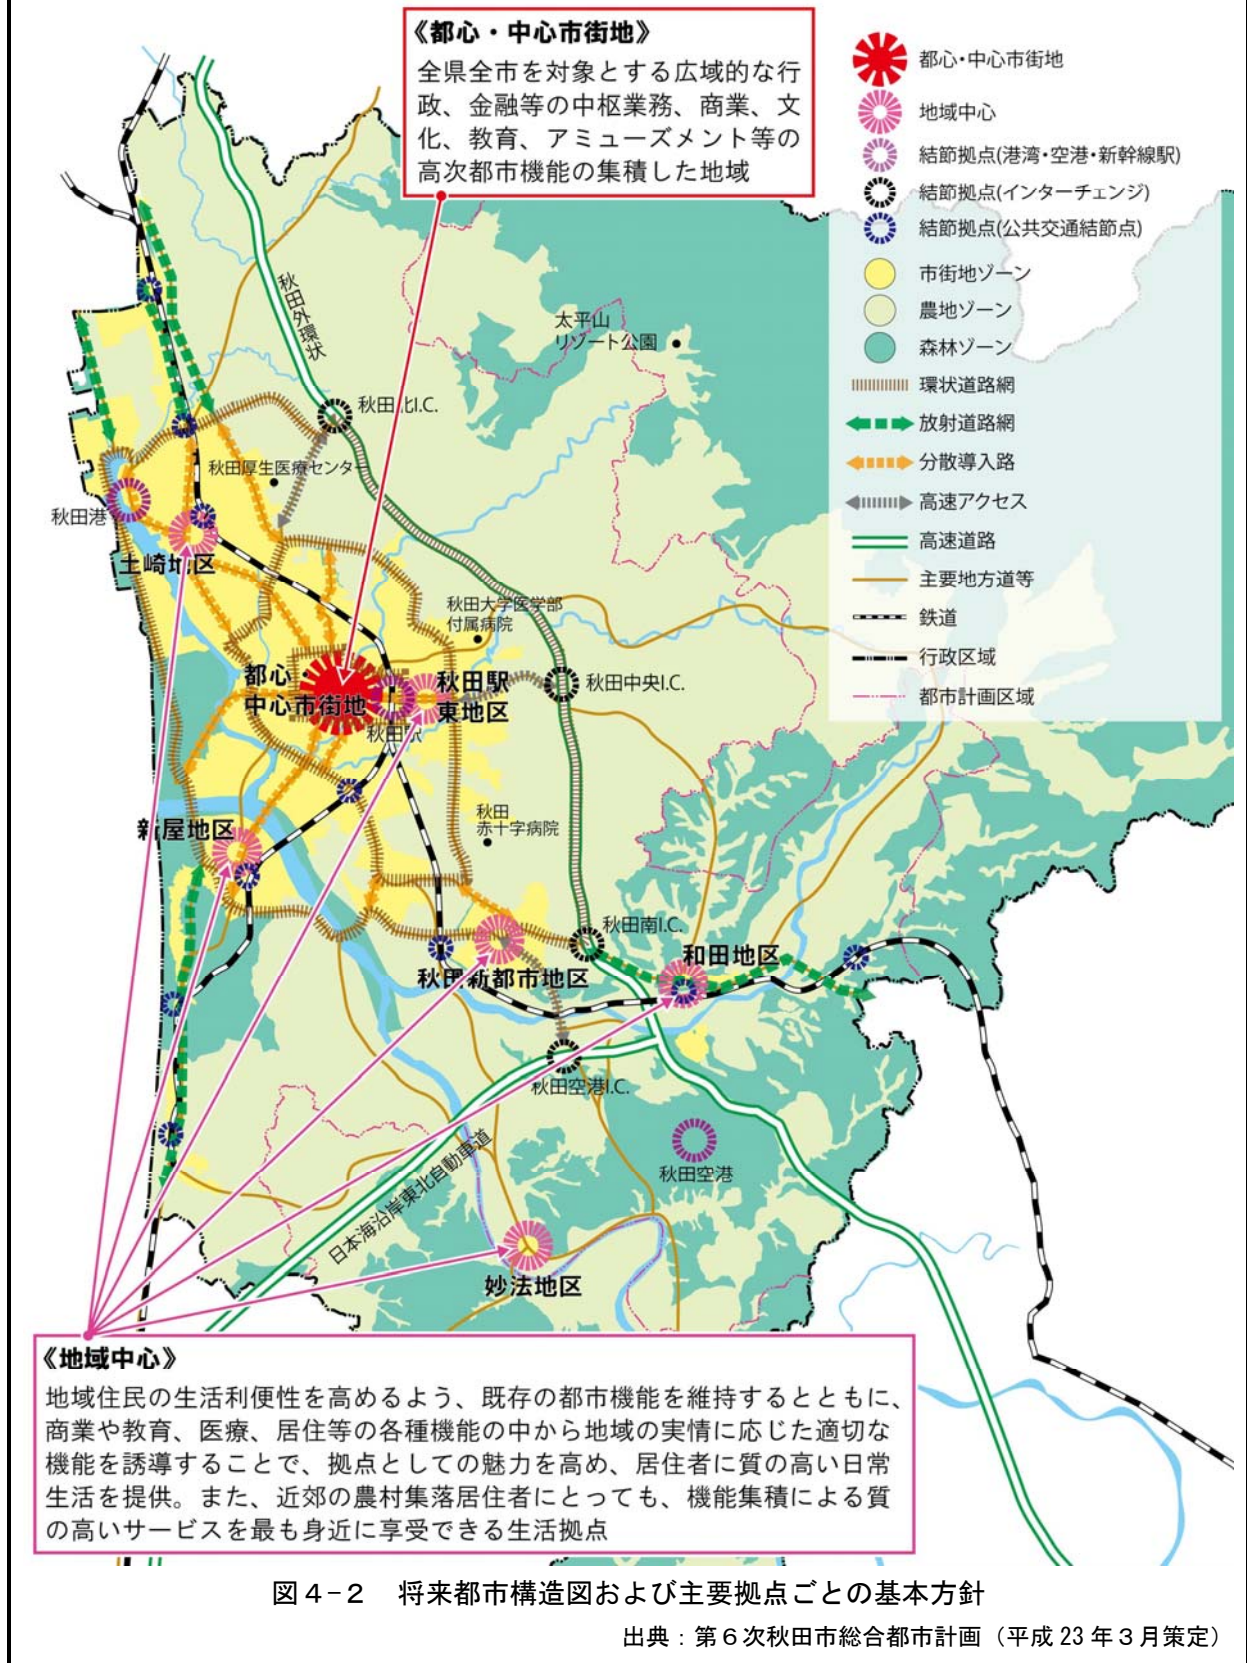 《都心・中心市街地》
全県全市を対象とする広域的な行
政、金融等の中枢業務、商業、文
化、教育、アミューズメント等の
高次都市機能の集積した地域
都心・中心市街地
地域中心
結節拠点(港湾・空港・新幹線駅)
結節拠点(インターチェンジ)
結節拠点(公共交通結節点)
市街地ゾーン
農地ゾーン
森林ゾーン
環状道路網
放射道路網
分散導入路
高速アクセス
高速道路
主要地方道等
鉄道
行政区域
都市計画区域
秋田外環状
太平山
リゾート公園
秋田北I.C.
秋田厚生医療センター
秋田港
土崎地区
秋田大学医学部
付属病院
都心・
中心市街地
秋田駅
東地区
秋田駅
秋田中央I.C.
秋田
赤十字病院
新屋地区
秋田南I.C.
和田地区
秋田新都市地区
秋田空港I.C.
秋田空港
日本海沿岸東北自動車道
妙法地区
《地域中心》
地域住民の生活利便性を高めるよう、既存の都市機能を維持するとともに、
商業や教育、医療、居住等の各種機能の中から地域の実情に応じた適切な
機能を誘導することで、拠点としての魅力を高め、居住者に質の高い日常
生活を提供。また、近郊の農村集落居住者にとっても、機能集積による質
の高いサービスを最も身近に享受できる生活拠点
図４−２　将来都市構造図および主要拠点ごとの基本方針
出典：第６次秋田市総合都市計画（平成 23 年３月策定）